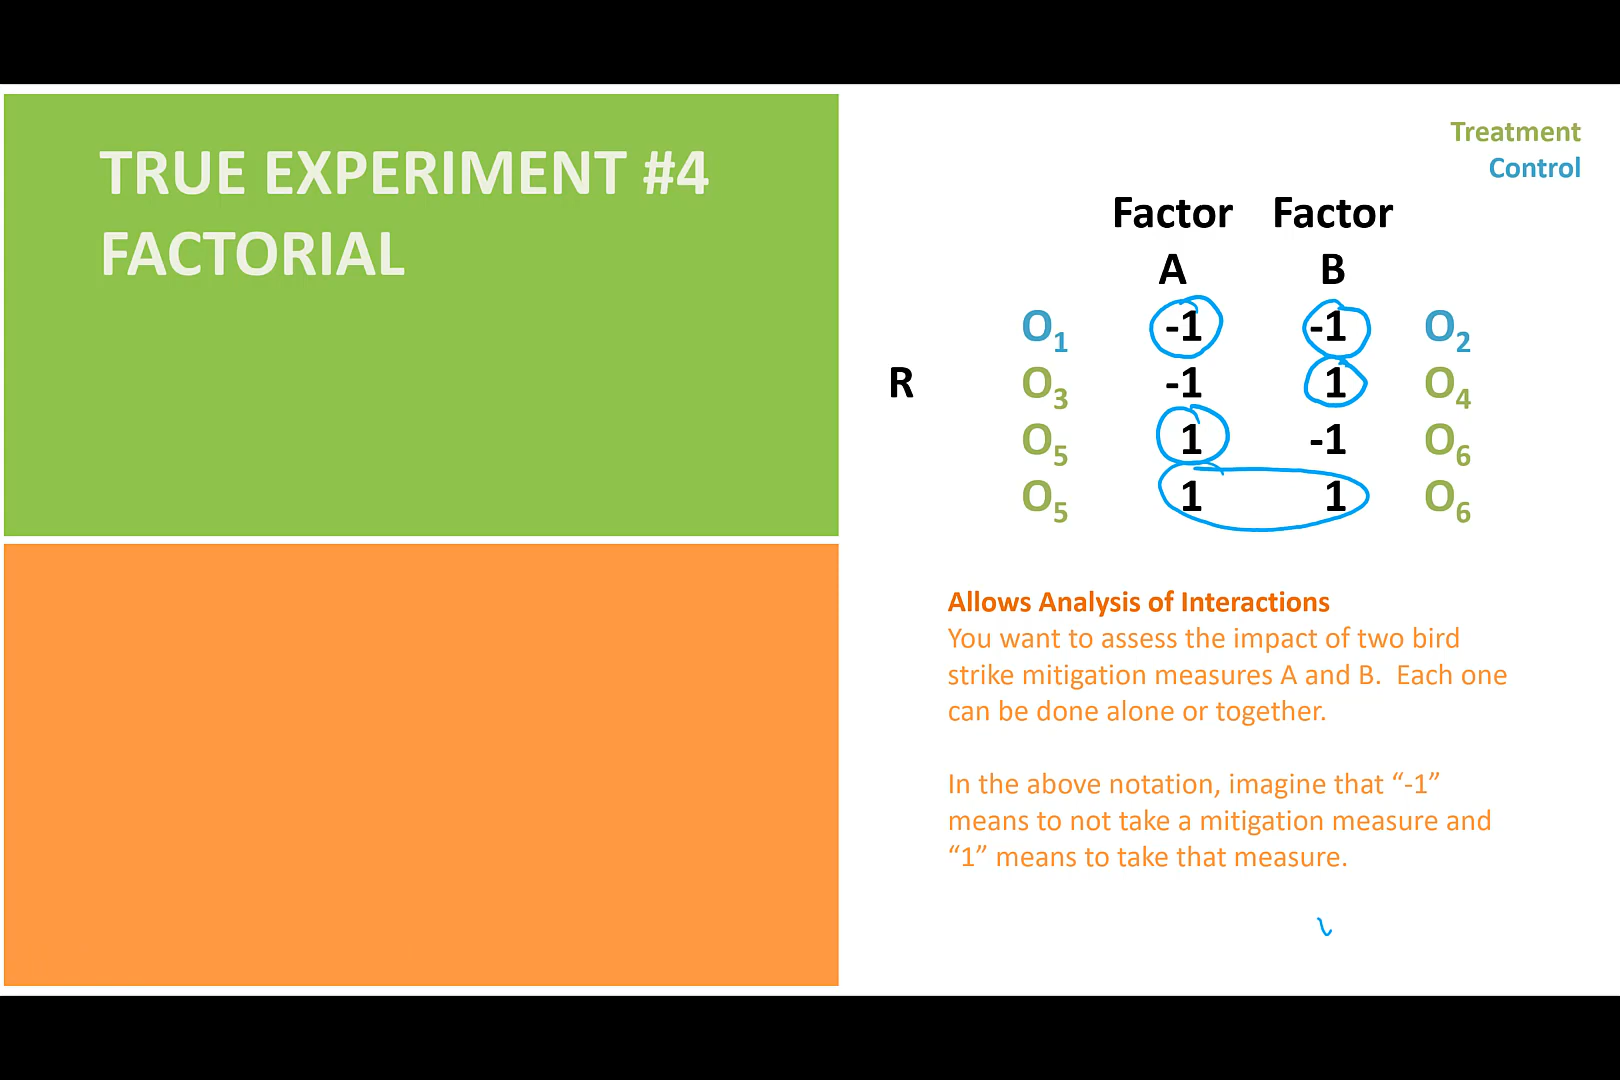 TRUE EXPERIMENT #4
FACTORIAL
Treatment
Control
Factor Factor
A B
O1 -1 -1 O2
R O3 -1 1 O4
O5 1 -1 O6
O5 1 1 O6
Allows Analysis of Interactions
You want to assess the impact of two bird
strike mitigation measures A and B.  Each one
can be done alone or together.
In the above notation, imagine that “-1”
means to not take a mitigation measure and
“1” means to take that measure.